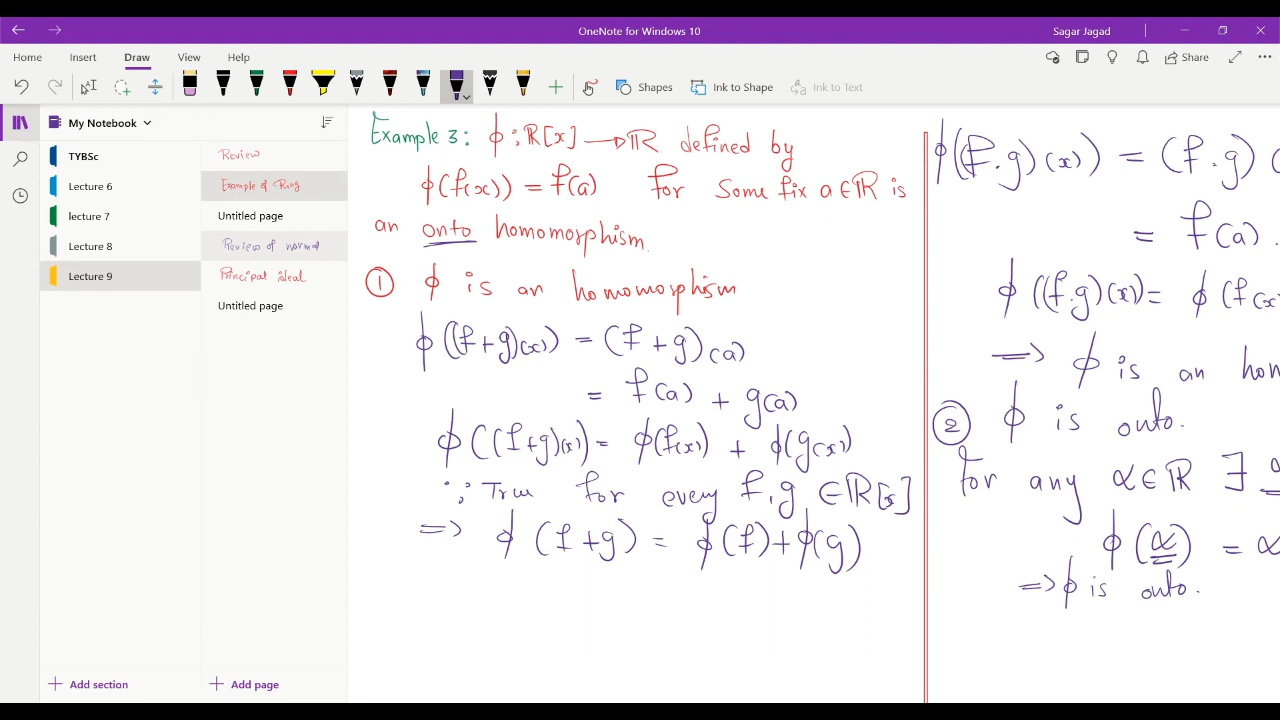 OneNote for Windows 10
Sagar Jagad
Home Insert Draw View Help
Share
Shapes Ink to Shape Ink to Text
My Notebook
TYBSc
Lecture 6
lecture 7
Lecture 8
Lecture 9
Review
Example of Ring
Untitled page
Review of normal
Principal ideal
Untitled page
Add section
Add page
Example 3: ϕ : ℝ[x] → ℝ defined by
ϕ(f(x)) = f(a) for some fix a ∈ ℝ is
an onto homomorphism.
① ϕ is an homomorphism
ϕ((f+g)(x)) = (f+g)(a)
= f(a) + g(a)
ϕ((f+g)(x)) = ϕ(f(x)) + ϕ(g(x))
∵ True for every f,g ∈ ℝ[x]
⟹ ϕ(f+g) = ϕ(f)+ϕ(g)
ϕ((f.g)(x)) = (f.g)(
= f(a).
ϕ((f.g)(x)) = ϕ(f(x)
⟹ ϕ is an hom
② ϕ is onto.
for any α ∈ ℝ ∃ α
ϕ(α) = α
⟹ ϕ is onto.